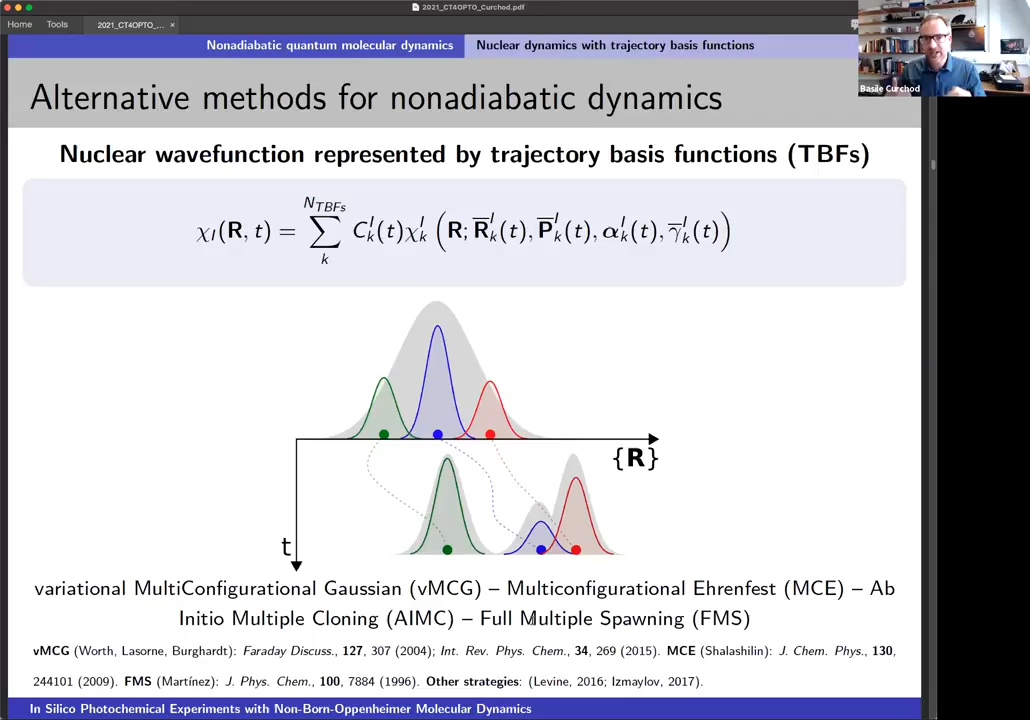 2021_CT4OPTO_Curchod.pdf
Home Tools 2021_CT4OPTO_... ×
Nonadiabatic quantum molecular dynamics Nuclear dynamics with trajectory basis functions
Basile Curchod
Alternative methods for nonadiabatic dynamics
Nuclear wavefunction represented by trajectory basis functions (TBFs)
χ_I(R, t) = ∑_k^{N_TBFs} C_k^I(t) χ_k^I (R; R̅_k^I(t), P̅_k^I(t), α_k^I(t), γ̅_k^I(t))
{R}
t
variational MultiConfigurational Gaussian (vMCG) – Multiconfigurational Ehrenfest (MCE) – Ab
Initio Multiple Cloning (AIMC) – Full Multiple Spawning (FMS)
vMCG (Worth, Lasorne, Burghardt): Faraday Discuss., 127, 307 (2004); Int. Rev. Phys. Chem., 34, 269 (2015). MCE (Shalashilin): J. Chem. Phys., 130,
244101 (2009). FMS (Martínez): J. Phys. Chem., 100, 7884 (1996). Other strategies: (Levine, 2016; Izmaylov, 2017).
In Silico Photochemical Experiments with Non-Born-Oppenheimer Molecular Dynamics